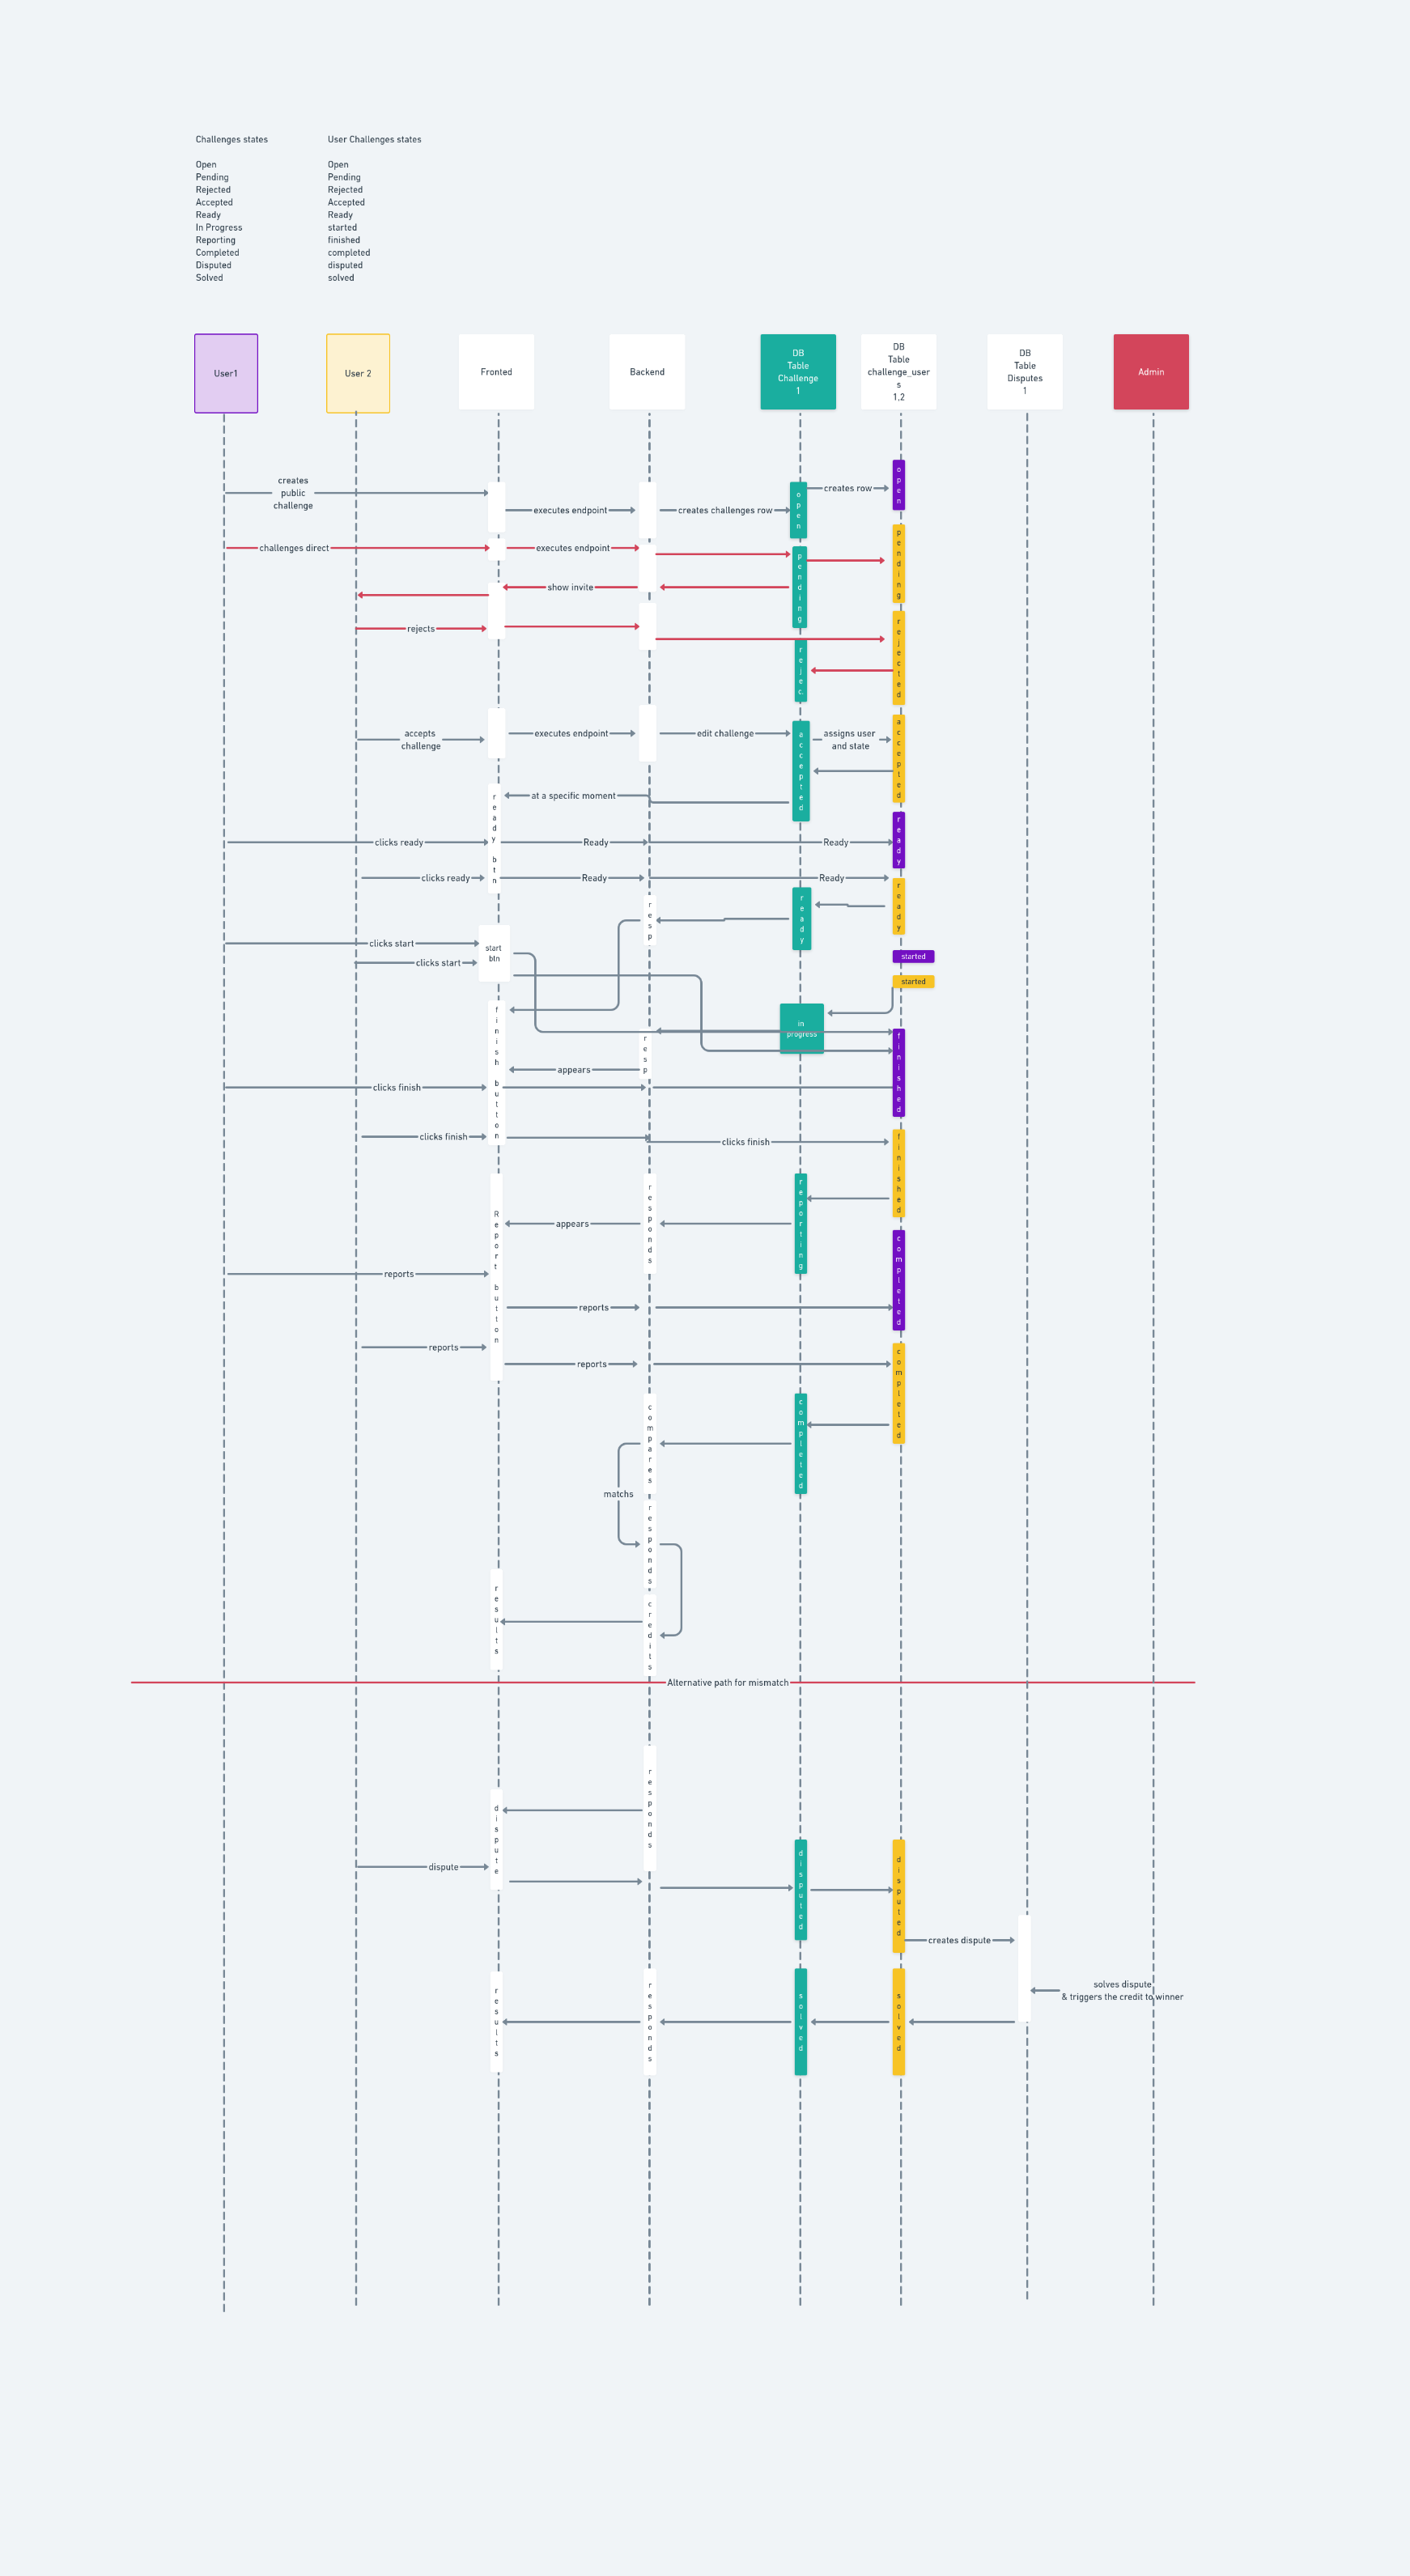 Challenges states
Open
Pending
Rejected
Accepted
Ready
In Progress
Reporting
Completed
Disputed
Solved
User Challenges states
Open
Pending
Rejected
Accepted
Ready
started
finished
completed
disputed
solved
User1
User 2
Fronted
Backend
DB
Table
Challenge
1
DB
Table
challenge_user
s
1,2
DB
Table
Disputes
1
Admin
creates
public
challenge
executes endpoint
creates challenges row
open
creates row
open
challenges direct
executes endpoint
pending
pending
show invite
rejects
rejec.
rejected
accepts
challenge
executes endpoint
edit challenge
accepted
assigns user
and state
accepted
at a specific moment
ready btn
clicks ready
Ready
Ready
ready
clicks ready
Ready
Ready
ready
resp
ready
clicks start
start
btn
clicks start
started
started
finish button
in
progress
resp
finished
appears
clicks finish
clicks finish
clicks finish
finished
reporting
responds
appears
Report button
completed
reports
reports
reports
reports
completed
completed
compares
matchs
responds
results
credits
Alternative path for mismatch
responds
dispute
dispute
disputed
disputed
creates dispute
solves dispute
& triggers the credit to winner
results
responds
solved
solved